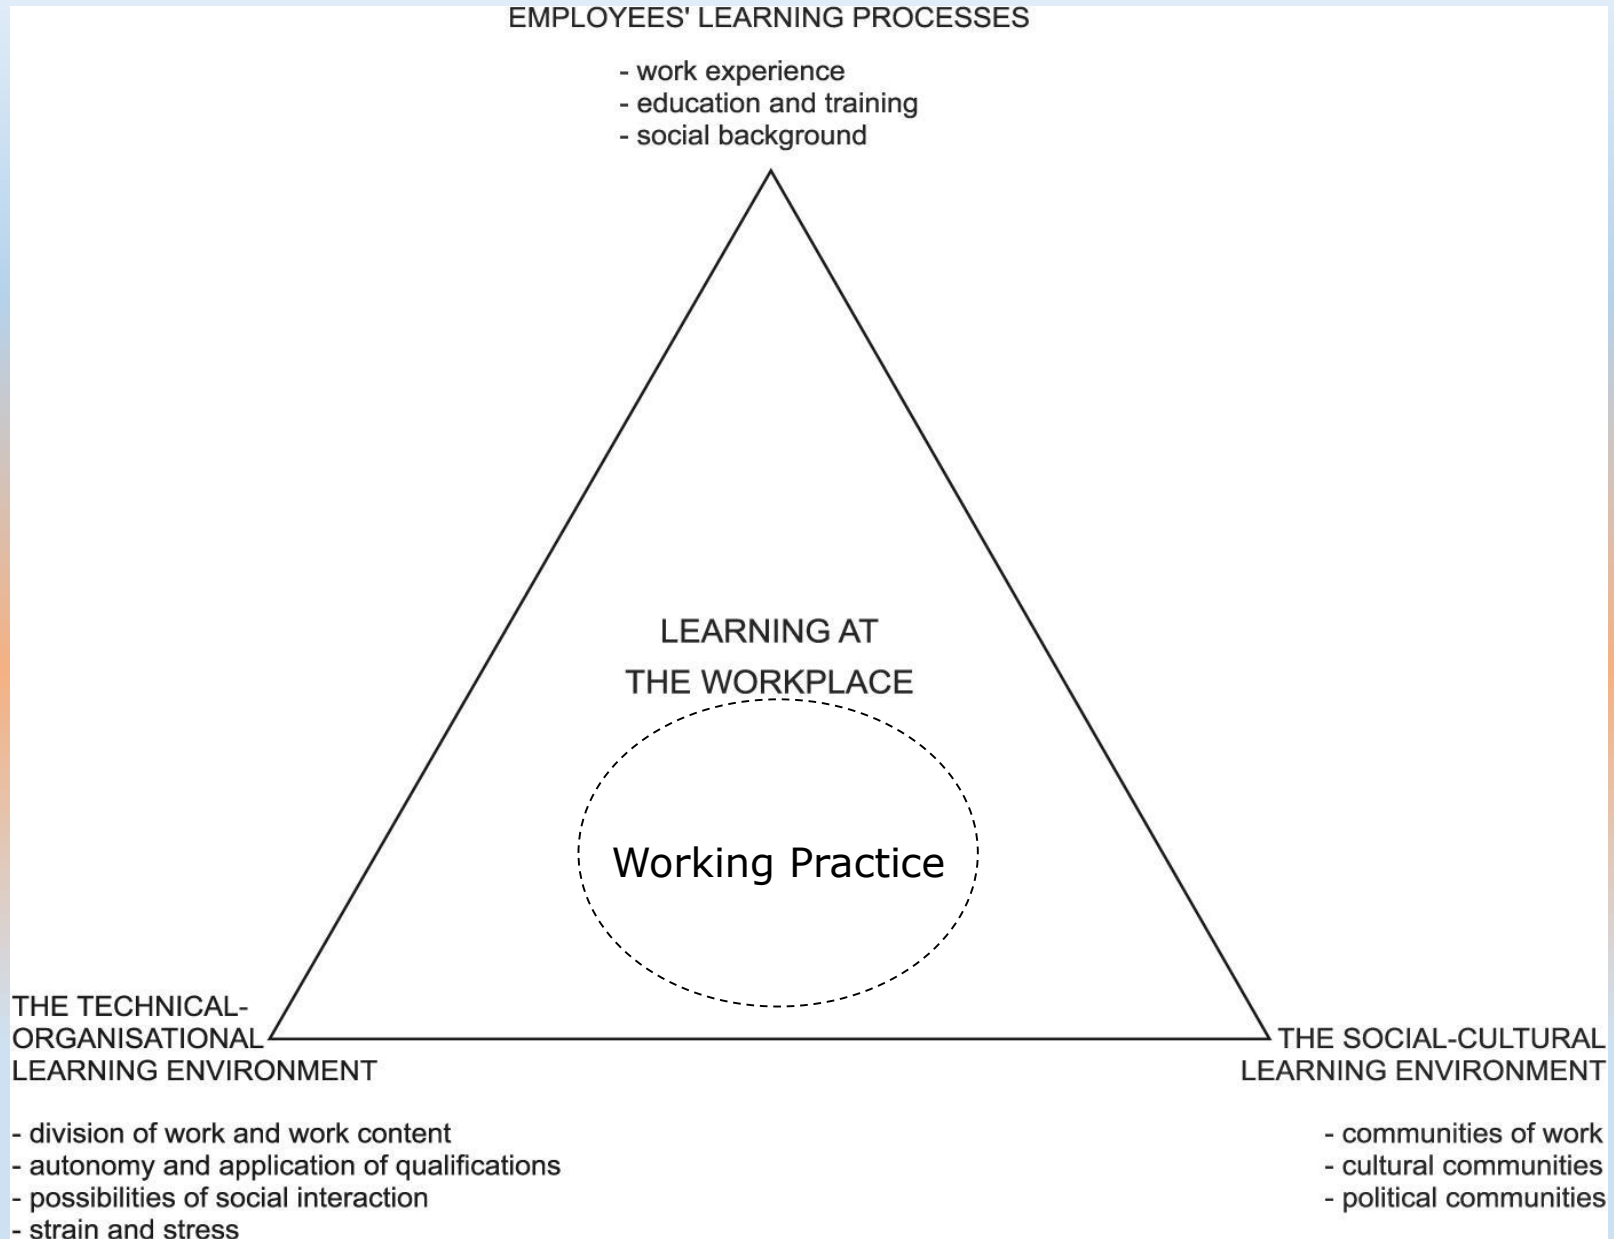 EMPLOYEES' LEARNING PROCESSES
- work experience
- education and training
- social background
LEARNING AT
THE WORKPLACE
Working Practice
THE TECHNICAL-
ORGANISATIONAL
LEARNING ENVIRONMENT
- division of work and work content
- autonomy and application of qualifications
- possibilities of social interaction
- strain and stress
THE SOCIAL-CULTURAL
LEARNING ENVIRONMENT
- communities of work
- cultural communities
- political communities